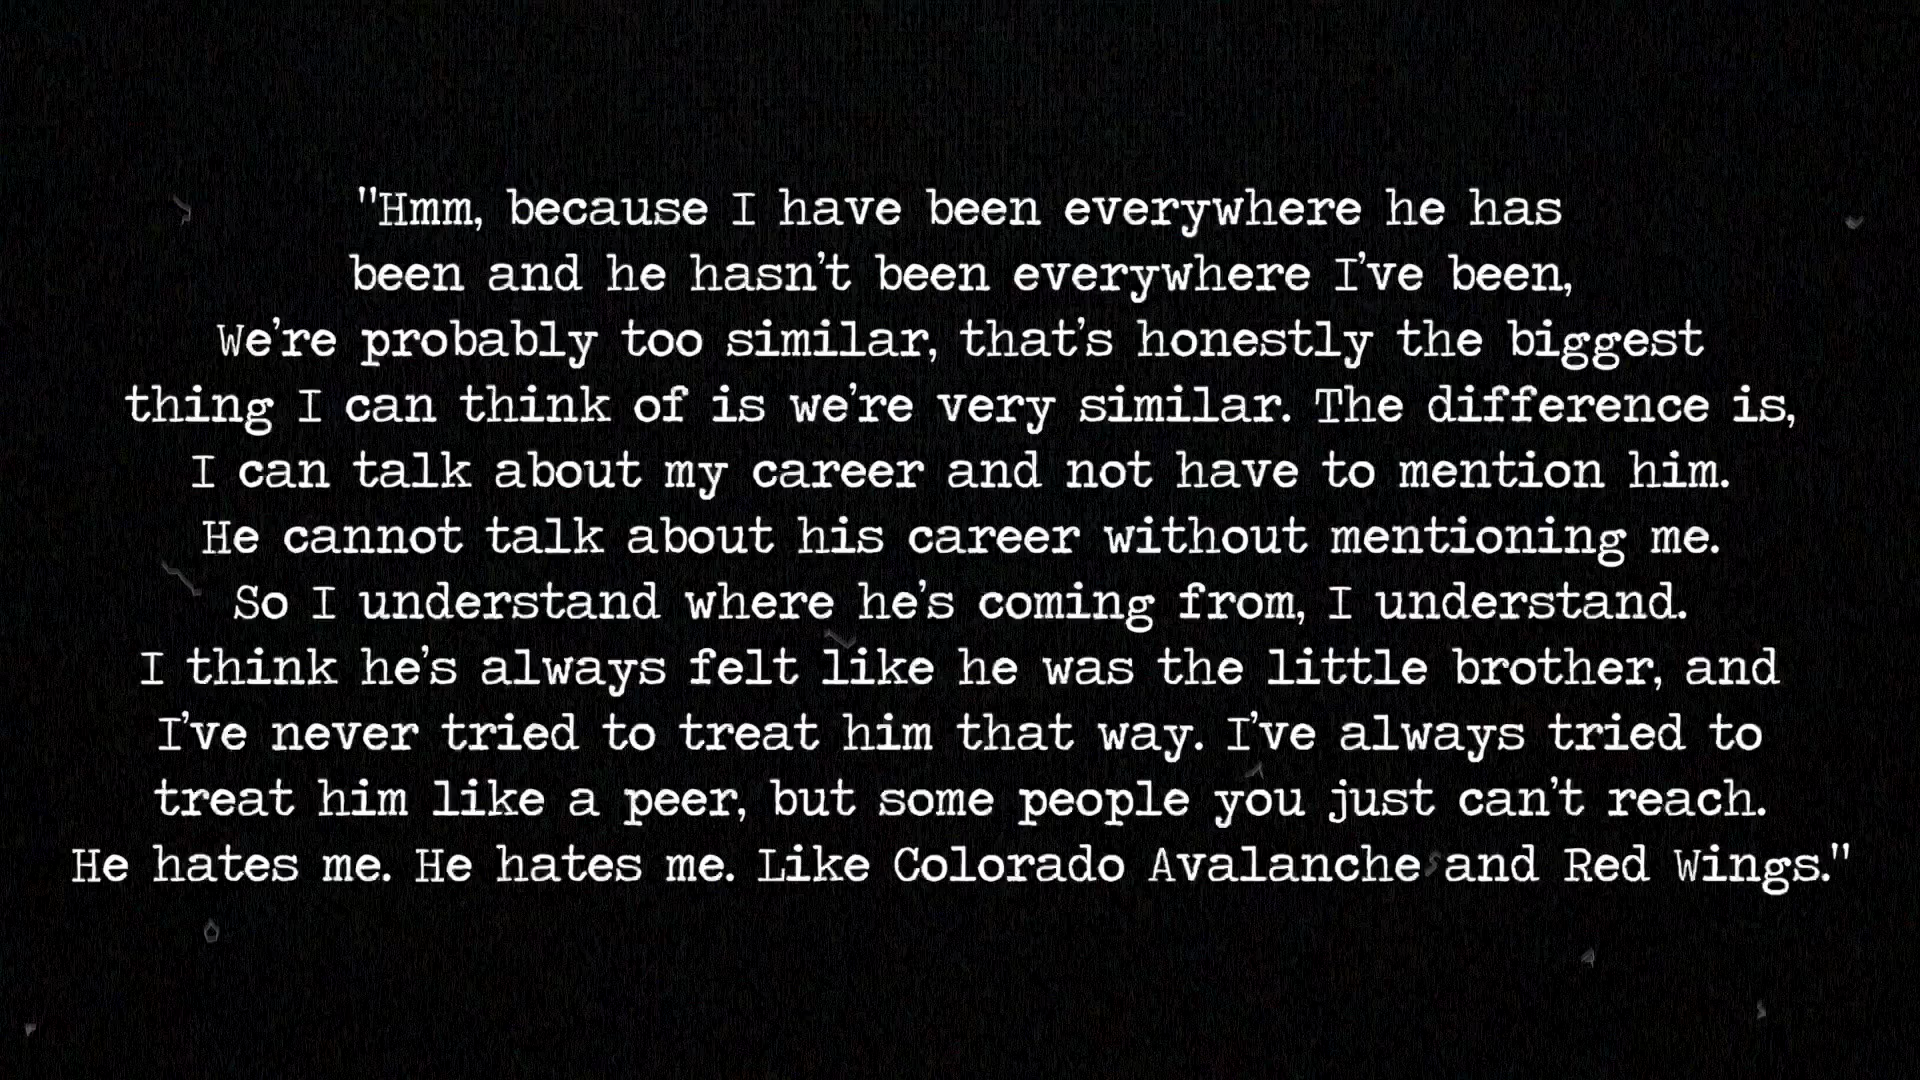 "Hmm, because I have been everywhere he has
been and he hasn't been everywhere I've been,
We're probably too similar, that's honestly the biggest
thing I can think of is we're very similar. The difference is,
I can talk about my career and not have to mention him.
He cannot talk about his career without mentioning me.
So I understand where he's coming from, I understand.
I think he's always felt like he was the little brother, and
I've never tried to treat him that way. I've always tried to
treat him like a peer, but some people you just can't reach.
He hates me. He hates me. Like Colorado Avalanche and Red Wings."